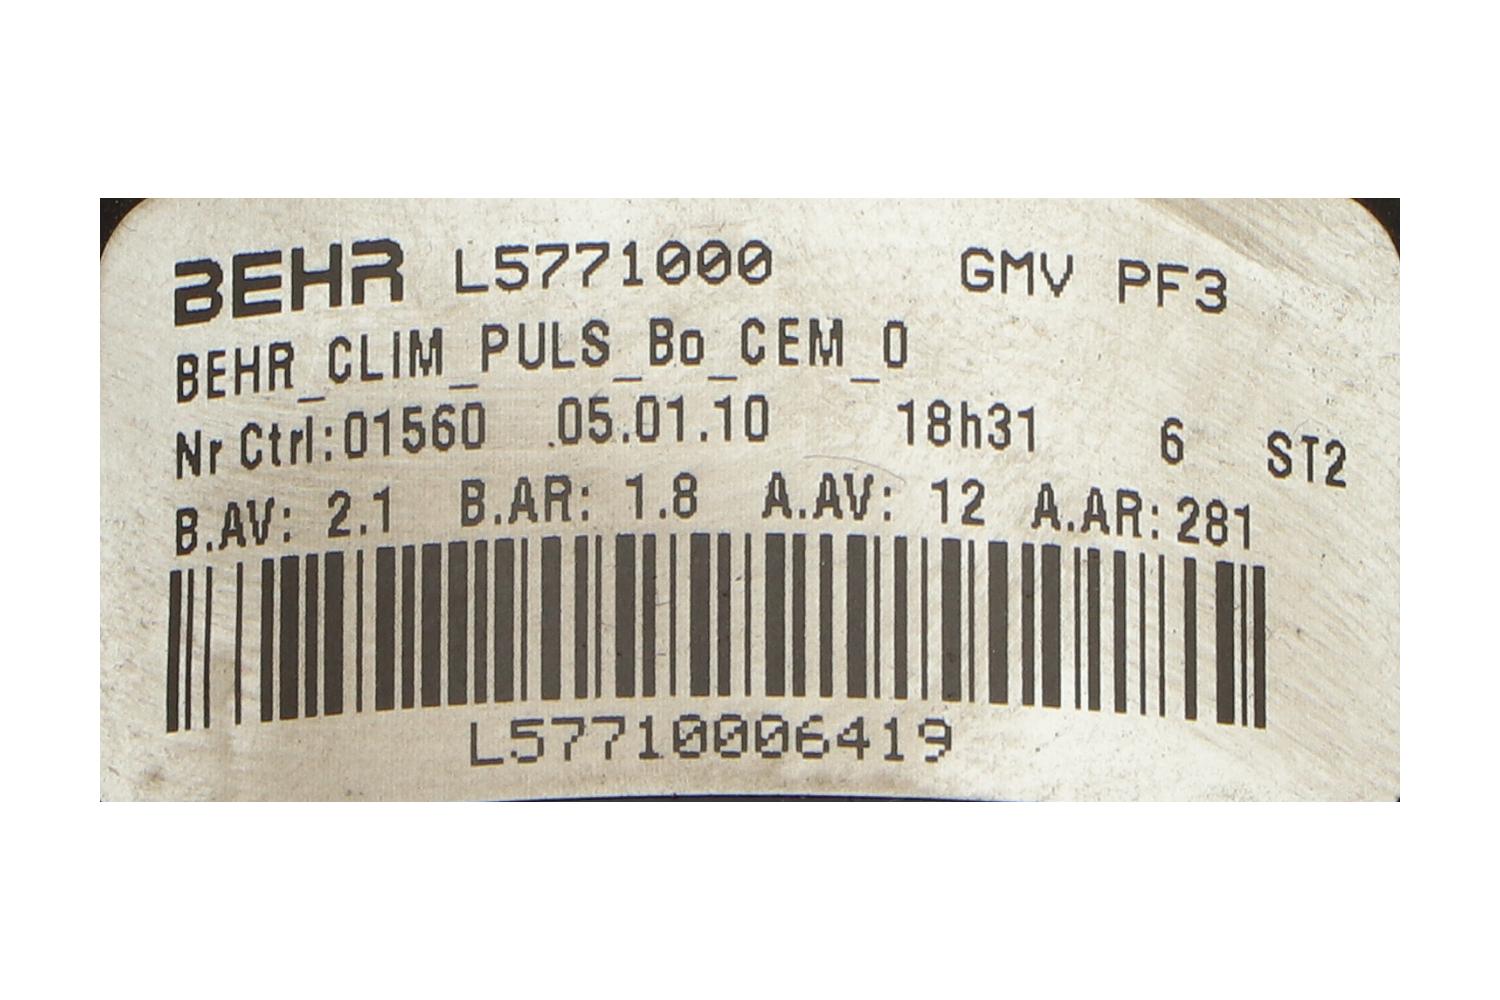 BEHR L5771000 GMV PF3
BEHR_CLIM_PULS_Bo_CEM_0
Nr Ctrl:01560 .05.01.10 18h31 6 ST2
B.AV: 2.1 B.AR: 1.8 A.AV: 12 A.AR: 281
L57710006419